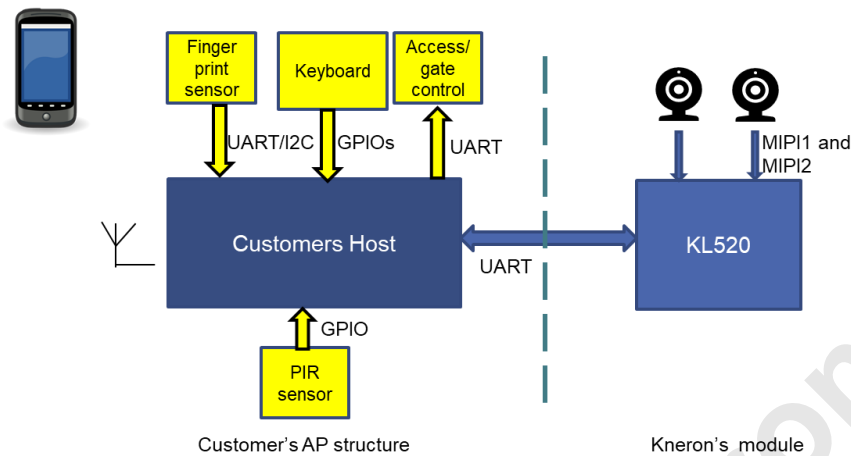 Finger
print
sensor
Keyboard
Access/
gate
control
UART/I2C
GPIOs
UART
MIPI1 and
MIPI2
Customers Host
KL520
UART
GPIO
PIR
sensor
Customer's AP structure
Kneron's module